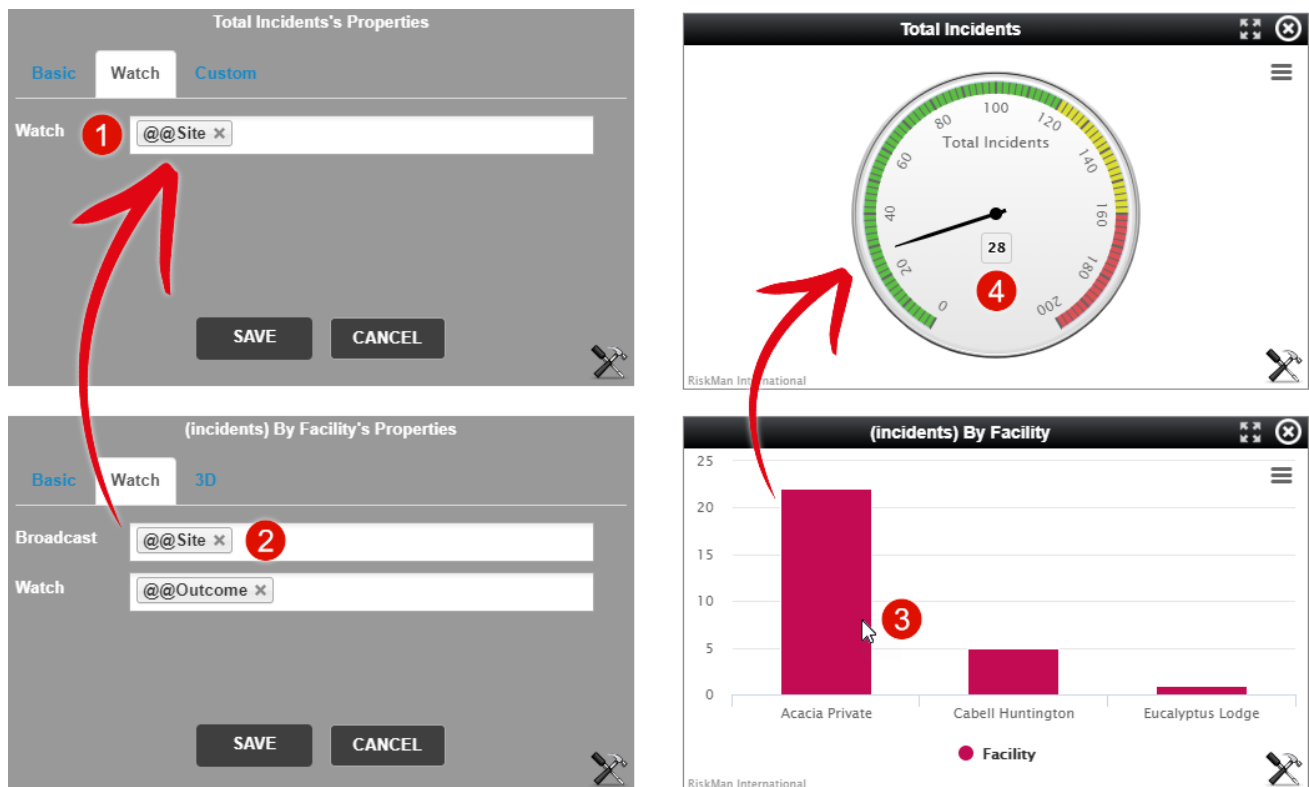 Total Incidents's Properties
Basic Watch Custom
Watch 1 @@Site ×
SAVE CANCEL
Total Incidents
0 20 40 60 80 100 120 140 160 180 200
Total Incidents
28
4
RiskMan International
(incidents) By Facility's Properties
Basic Watch 3D
Broadcast @@Site × 2
Watch @@Outcome ×
SAVE CANCEL
(incidents) By Facility
25
20
15
10
5
0
3
Acacia Private Cabell Huntington Eucalyptus Lodge
Facility
RiskMan International